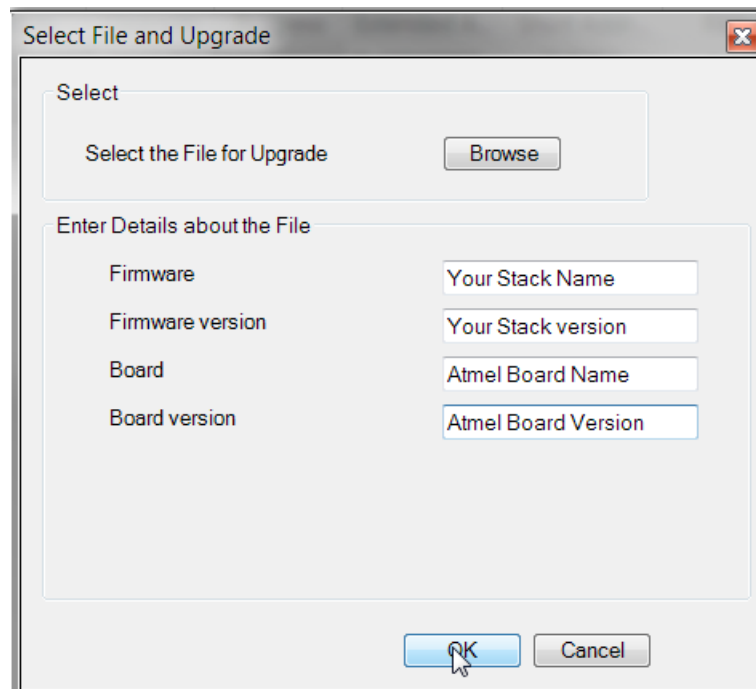 Select File and Upgrade
Select
Select the File for Upgrade
Browse
Enter Details about the File
Firmware
Your Stack Name
Firmware version
Your Stack version
Board
Atmel Board Name
Board version
Atmel Board Version
OK
Cancel